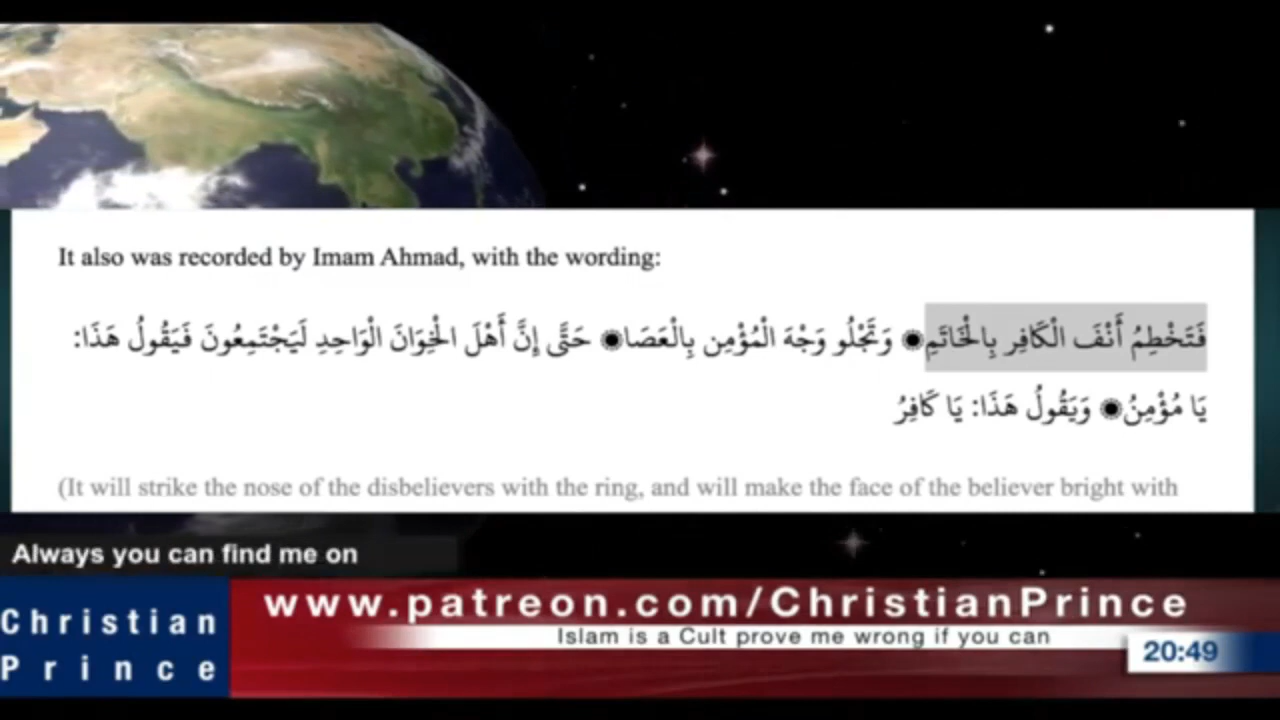 It also was recorded by Imam Ahmad, with the wording:
فَتَخْطِمُ أَنْفَ الْكَافِرِ بِالْخَاتَمِ وَتَجْلُو وَجْهَ الْمُؤْمِنِ بِالْعَصَا حَتَّى إِنَّ أَهْلَ الْخِوَانَ الْوَاحِدِ لَيَجْتَمِعُونَ فَيَقُولُ هَذَا:
يَا مُؤْمِنُ وَيَقُولُ هَذَا: يَا كَافِرُ
(It will strike the nose of the disbelievers with the ring, and will make the face of the believer bright with
Always you can find me on
Christian
Prince
www.patreon.com/ChristianPrince
Islam is a Cult prove me wrong if you can
20:49